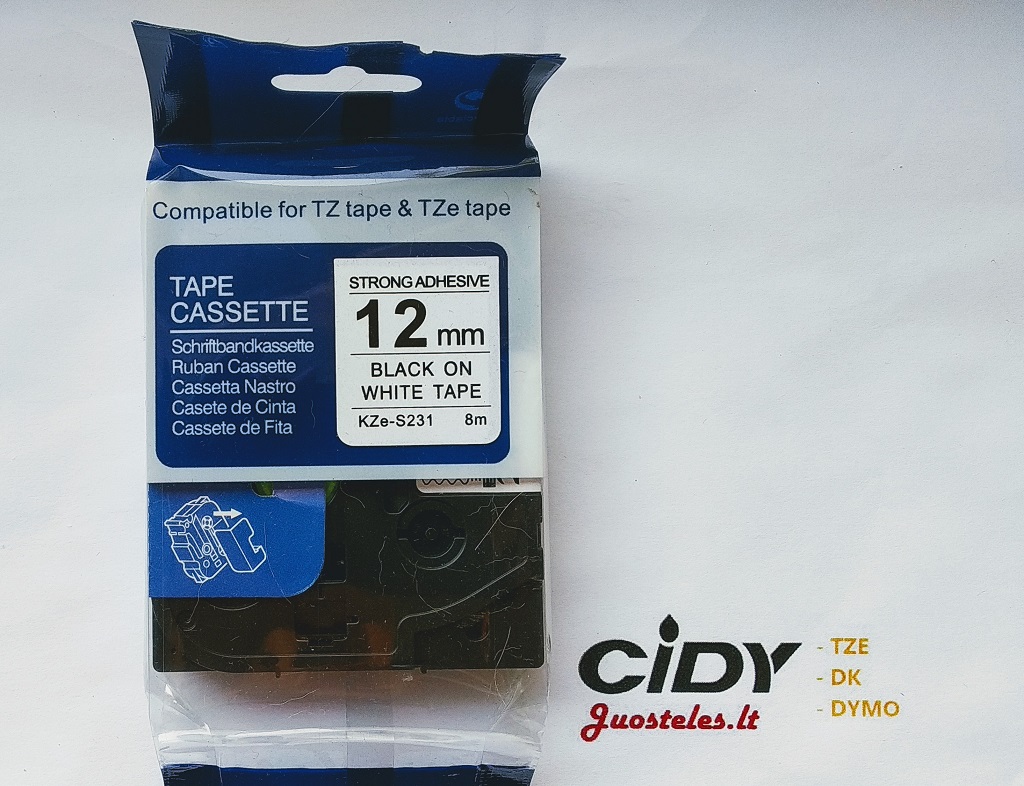 Compatible for TZ tape & TZe tape
TAPE
CASSETTE
Schriftbandkassette
Ruban Cassette
Cassetta Nastro
Casete de Cinta
Cassete de Fita
STRONG ADHESIVE
12 mm
BLACK ON
WHITE TAPE
KZe-S231 8m
CiDY
Juosteles.lt
- TZE
- DK
- DYMO